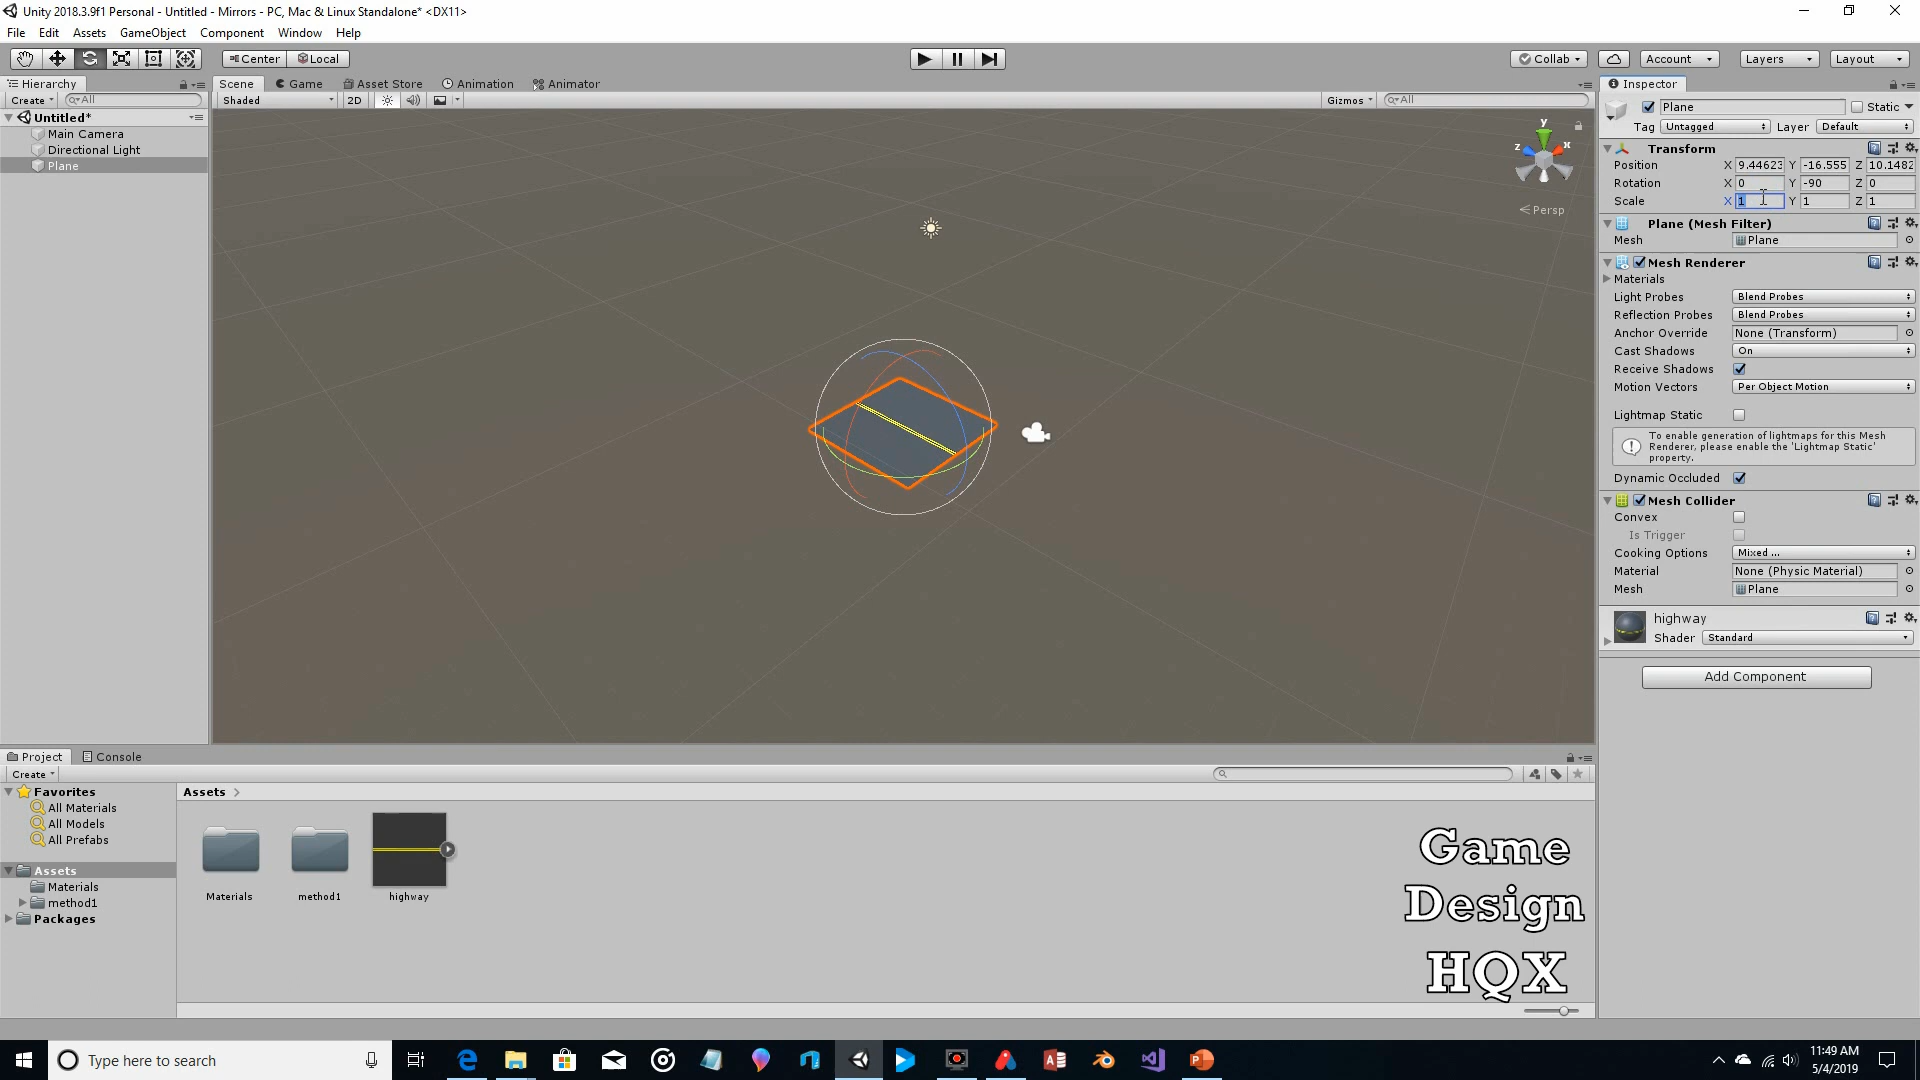 Unity 2018.3.9f1 Personal - Untitled - Mirrors - PC, Mac & Linux Standalone* <DX11>
File Edit Assets GameObject Component Window Help
Center Local
Collab Account Layers Layout
Hierarchy
Create All
Untitled*
Main Camera
Directional Light
Plane
Scene Game Asset Store Animation Animator
Shaded 2D Gizmos All
y
z x
Persp
Inspector
Plane Static
Tag Untagged Layer Default
Transform
Position X 9.44623 Y -16.555 Z 10.1482
Rotation X 0 Y -90 Z 0
Scale X 1 Y 1 Z 1
Plane (Mesh Filter)
Mesh Plane
Mesh Renderer
Materials
Light Probes Blend Probes
Reflection Probes Blend Probes
Anchor Override None (Transform)
Cast Shadows On
Receive Shadows
Motion Vectors Per Object Motion
Lightmap Static
To enable generation of lightmaps for this Mesh
Renderer, please enable the 'Lightmap Static'
property.
Dynamic Occluded
Mesh Collider
Convex
Is Trigger
Cooking Options Mixed ...
Material None (Physic Material)
Mesh Plane
highway
Shader Standard
Add Component
Project Console
Create
Favorites
All Materials
All Models
All Prefabs
Assets
Materials
method1
Packages
Assets
Materials method1 highway
Game
Design
HQX
Type here to search
11:49 AM
5/4/2019